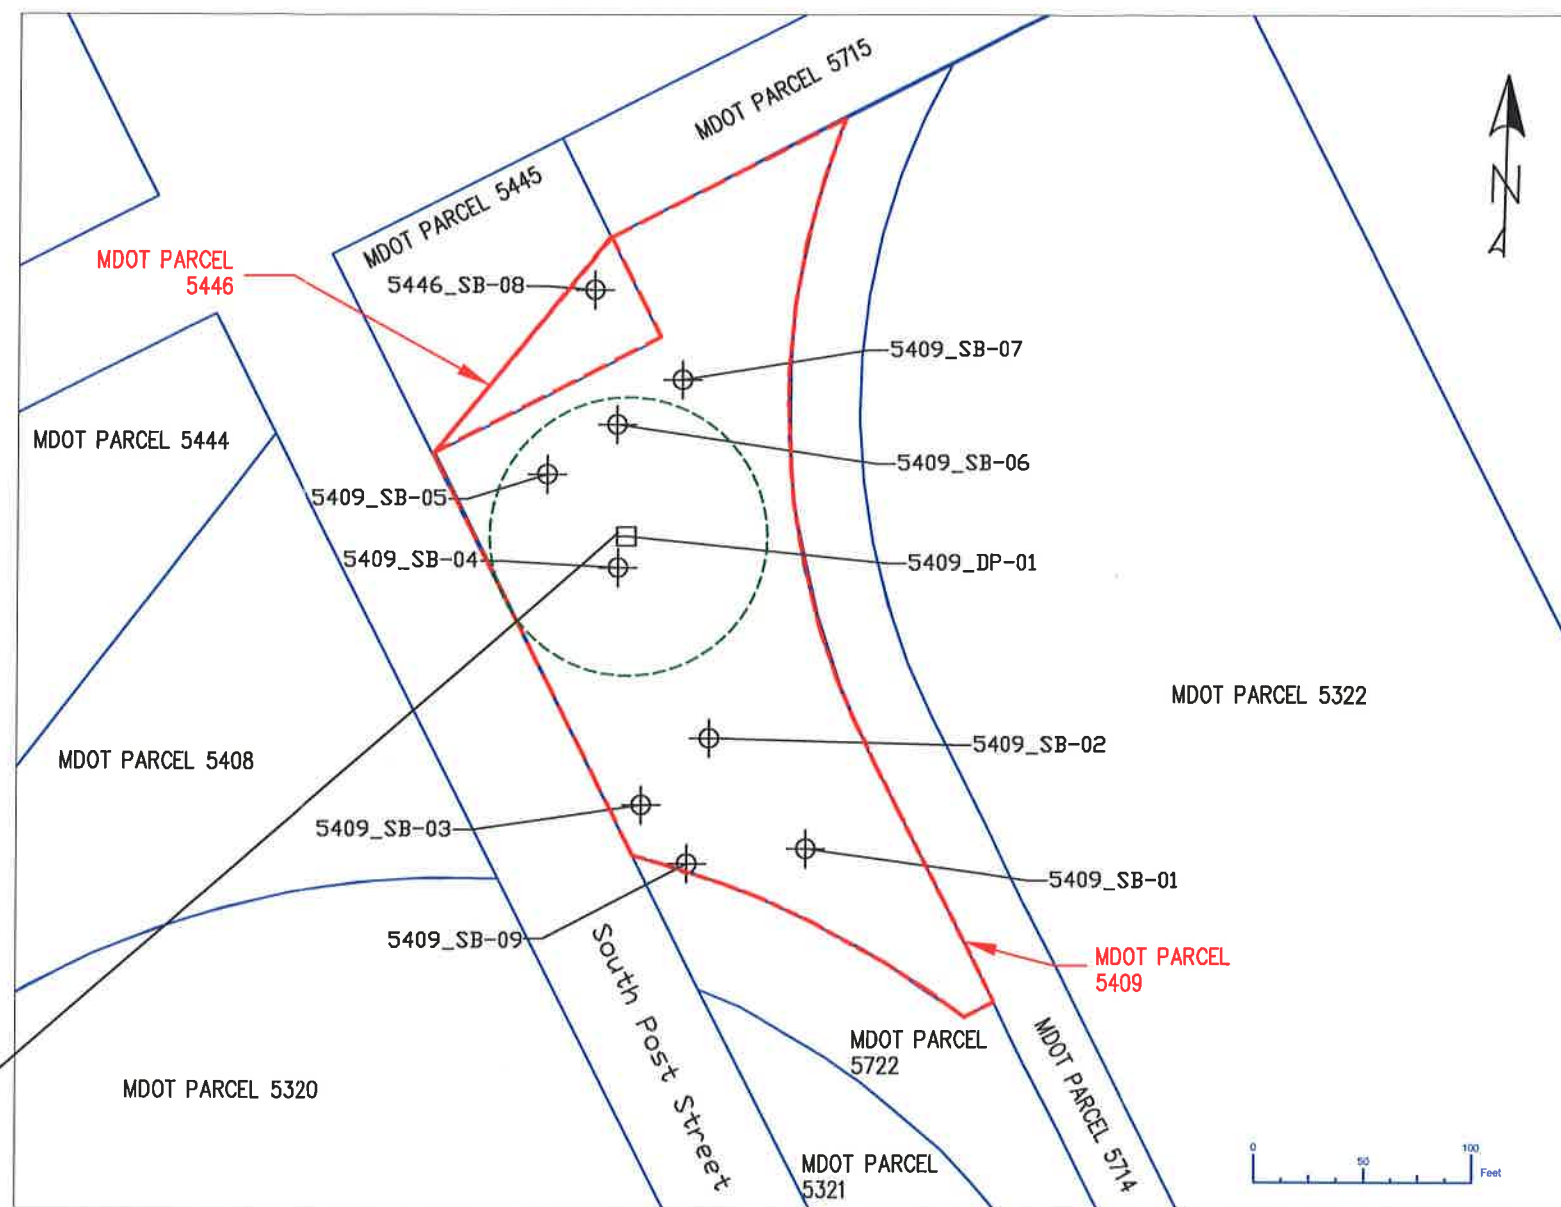 MDOT PARCEL 5715
MDOT PARCEL 5445
N
MDOT PARCEL
5446
5446_SB-08
5409_SB-07
MDOT PARCEL 5444
5409_SB-06
5409_SB-05
5409_SB-04
5409_DP-01
MDOT PARCEL 5322
5409_SB-02
MDOT PARCEL 5408
5409_SB-03
5409_SB-01
5409_SB-09
South Post Street
MDOT PARCEL
5409
MDOT PARCEL
5722
MDOT PARCEL 5714
MDOT PARCEL 5320
MDOT PARCEL
5321
0 50 100
Feet